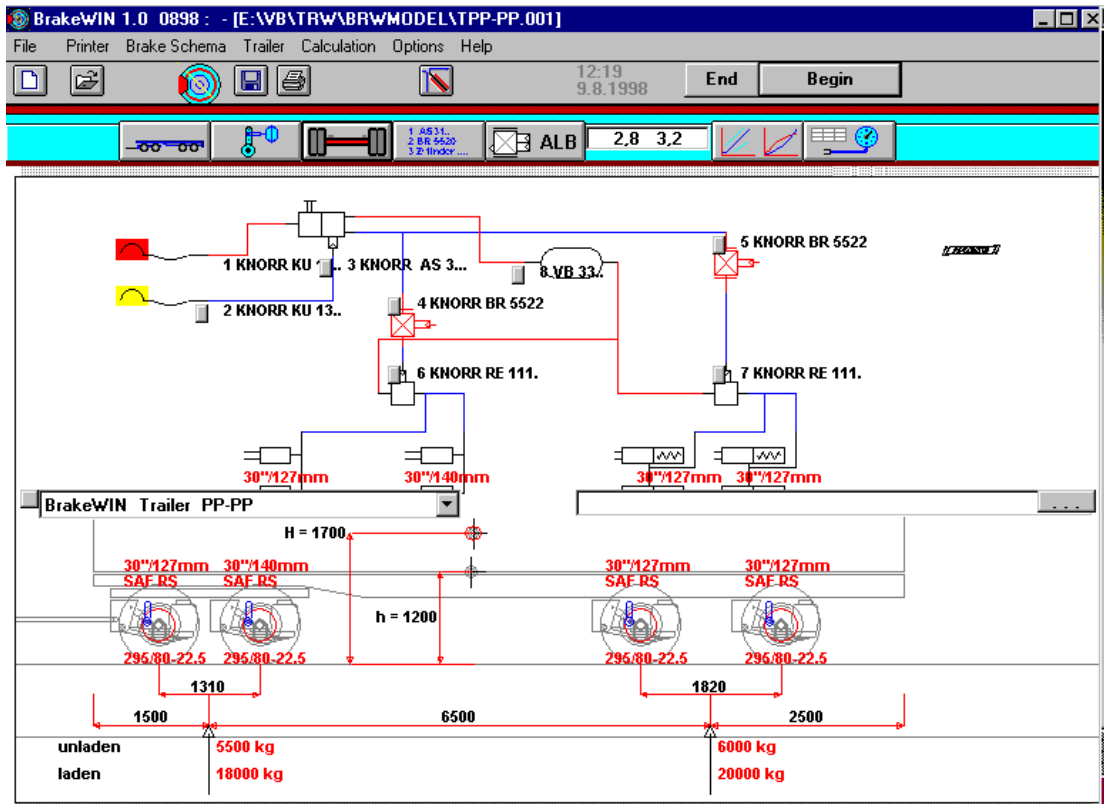 BrakeWIN 1.0 0898 : - [E:\VB\TRW\BRWMODEL\TPP-PP.001]
File Printer Brake Schema Trailer Calculation Options Help
12:19
9.8.1998
End Begin
1 AS31..
2 BR 5520
ALB 2,8 3,2
5 KNORR BR 5522
1 KNORR KU 3 KNORR AS 3...
8 VB 33..
4 KNORR BR 5522
2 KNORR KU 13..
6 KNORR RE 111.
7 KNORR RE 111.
30"/127mm 30"/140mm 30"/127mm 30"/127mm
BrakeWIN Trailer PP-PP ...
H = 1700
30"/127mm 30"/140mm 30"/127mm 30"/127mm
SAF RS SAF RS SAF RS SAF RS
h = 1200
295/80-22.5 295/80-22.5 295/80-22.5 295/80-22.5
1310 1820
1500 6500 2500
unladen 5500 kg 6000 kg
laden 18000 kg 20000 kg